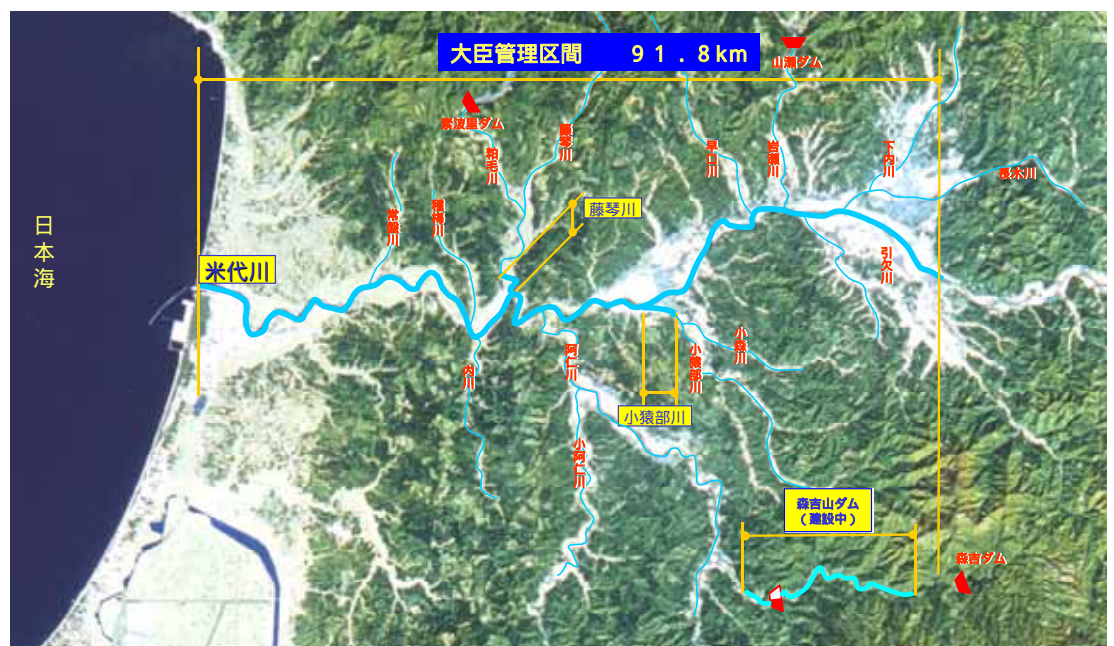 大臣管理区間　９１．８km
山瀬ダム
素波里ダム
藤琴川
粕毛川
早口川
岩瀬川
下内川
長木川
日本海
常盤川
種梅川
藤琴川
引欠川
米代川
内川
阿仁川
小猿部川
小森川
小猿部川
小阿仁川
森吉山ダム
（建設中）
森吉ダム